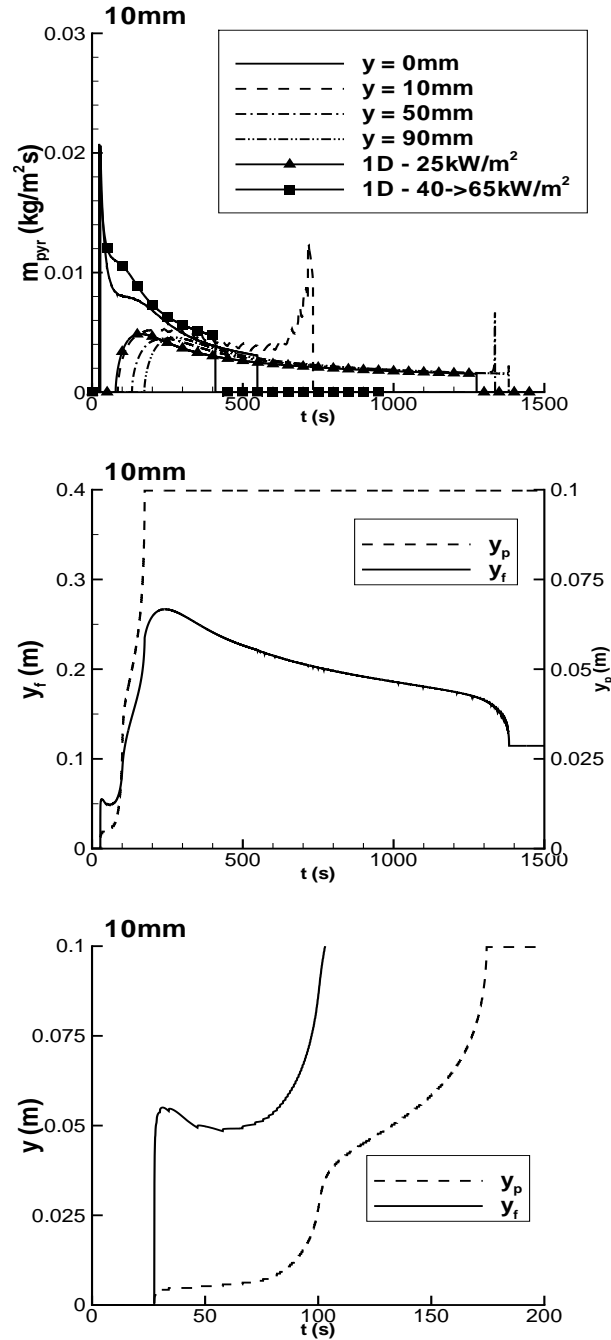 10mm
0.03
0.02
0.01
0
m_pyr (kg/m²s)
y = 0mm
y = 10mm
y = 50mm
y = 90mm
1D - 25kW/m²
1D - 40->65kW/m²
0 500 1000 1500
t (s)
10mm
0.4 0.1
0.3 0.075
0.2 0.05
0.1 0.025
0 0
y_f (m)
y_p (m)
y_p
y_f
0 500 1000 1500
t (s)
10mm
0.1
0.075
0.05
0.025
0
y (m)
y_p
y_f
0 50 100 150 200
t (s)